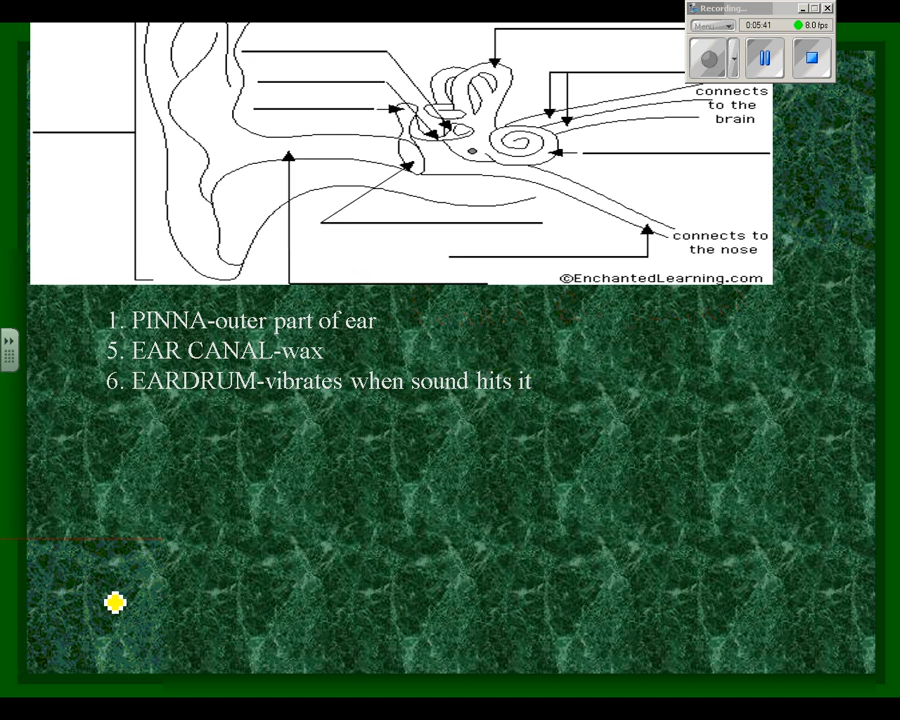 Recording...
Menu
0:05:41
8.0 fps
connects
to the
brain
connects to
the nose
©EnchantedLearning.com
1. PINNA-outer part of ear
5. EAR CANAL-wax
6. EARDRUM-vibrates when sound hits it